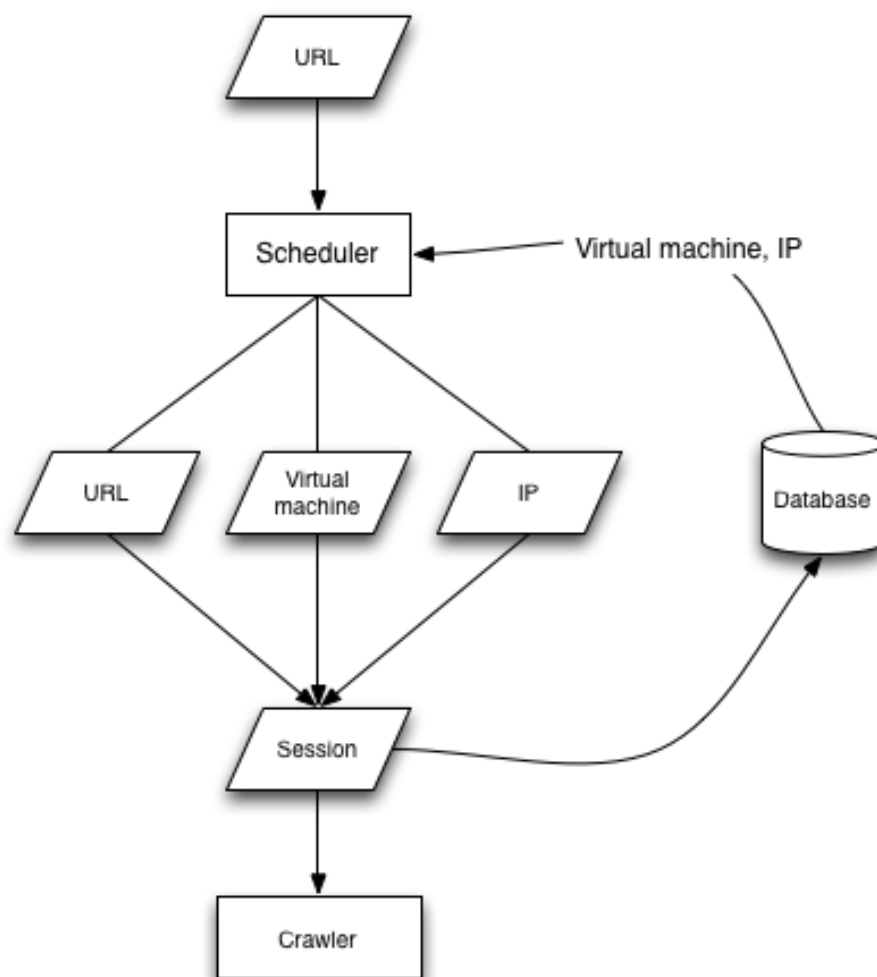 URL
Scheduler
Virtual machine, IP
URL
Virtual
machine
IP
Database
Session
Crawler